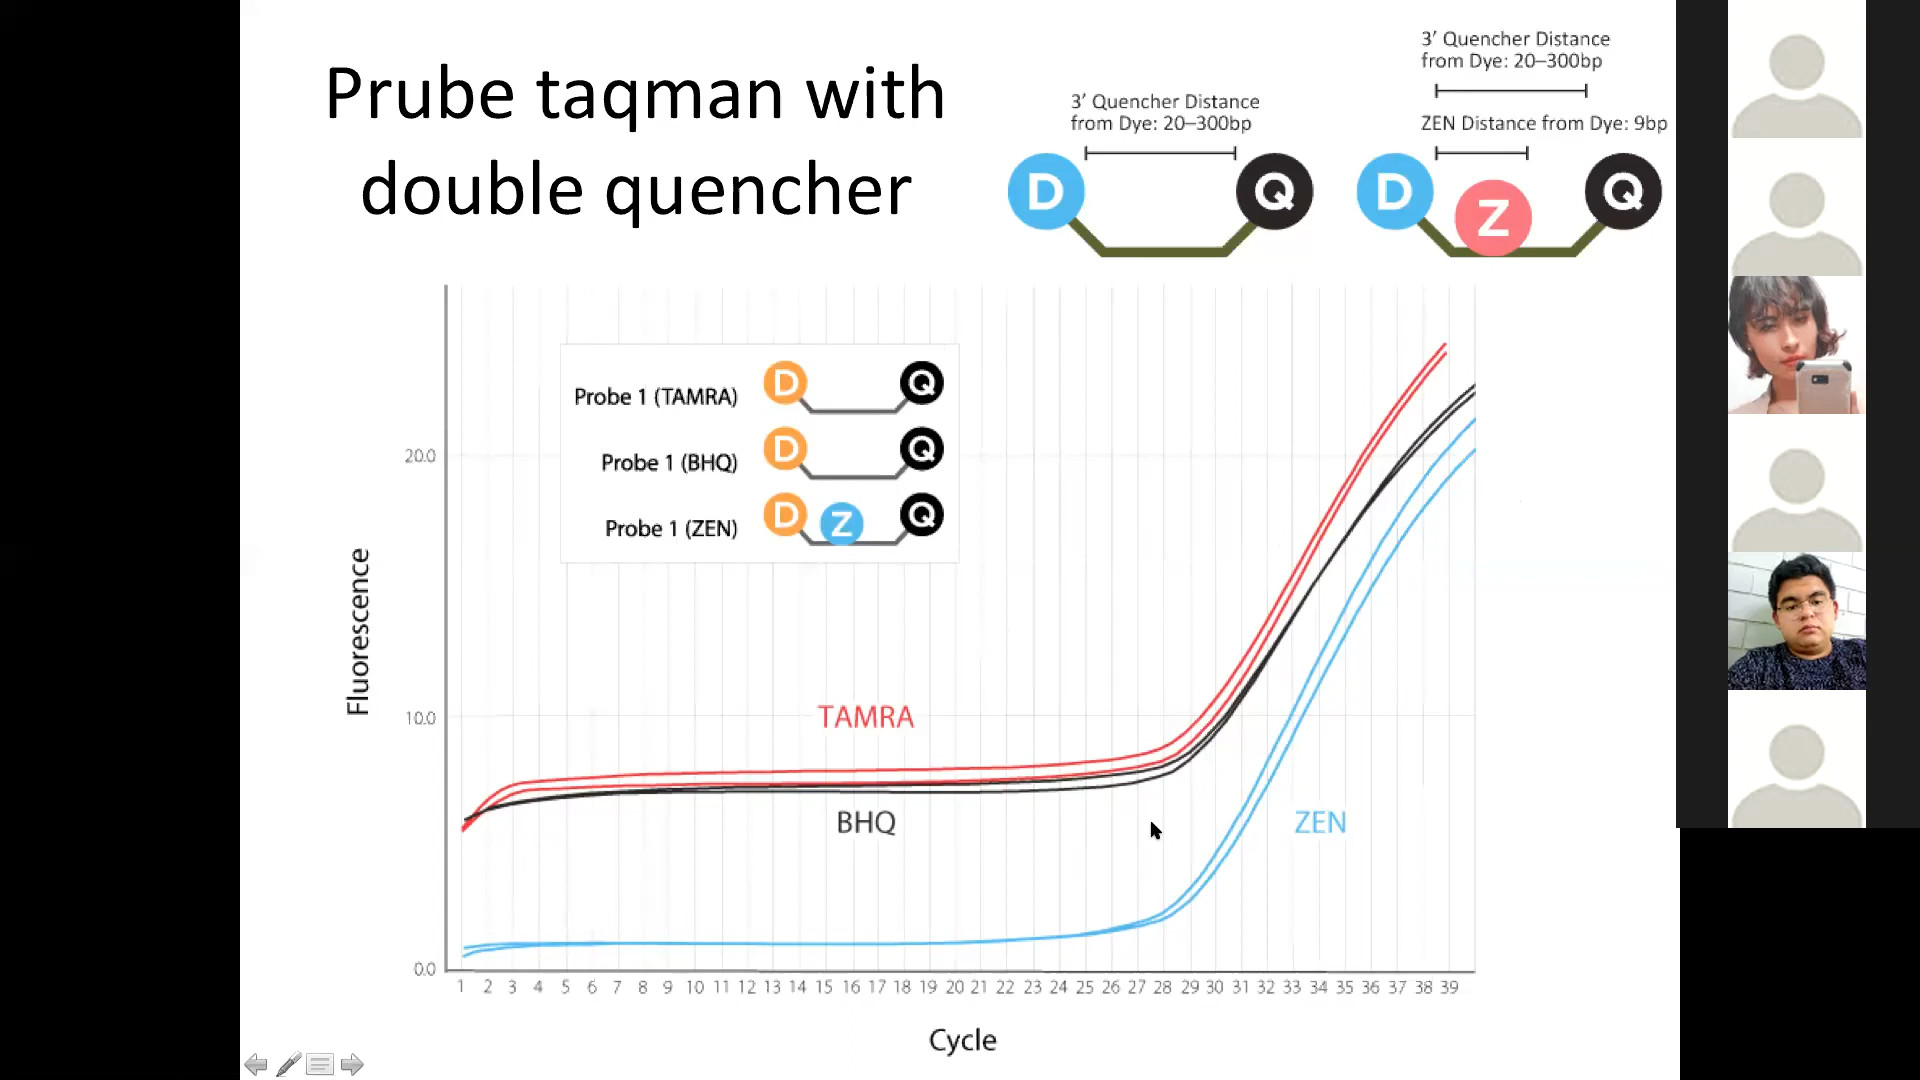 Prube taqman with
double quencher
3′ Quencher Distance
from Dye: 20–300bp
D
Q
3′ Quencher Distance
from Dye: 20–300bp
ZEN Distance from Dye: 9bp
D
Z
Q
Probe 1 (TAMRA)
D
Q
Probe 1 (BHQ)
D
Q
Probe 1 (ZEN)
D
Z
Q
Fluorescence
20.0
10.0
0.0
TAMRA
BHQ
ZEN
1 2 3 4 5 6 7 8 9 10 11 12 13 14 15 16 17 18 19 20 21 22 23 24 25 26 27 28 29 30 31 32 33 34 35 36 37 38 39
Cycle